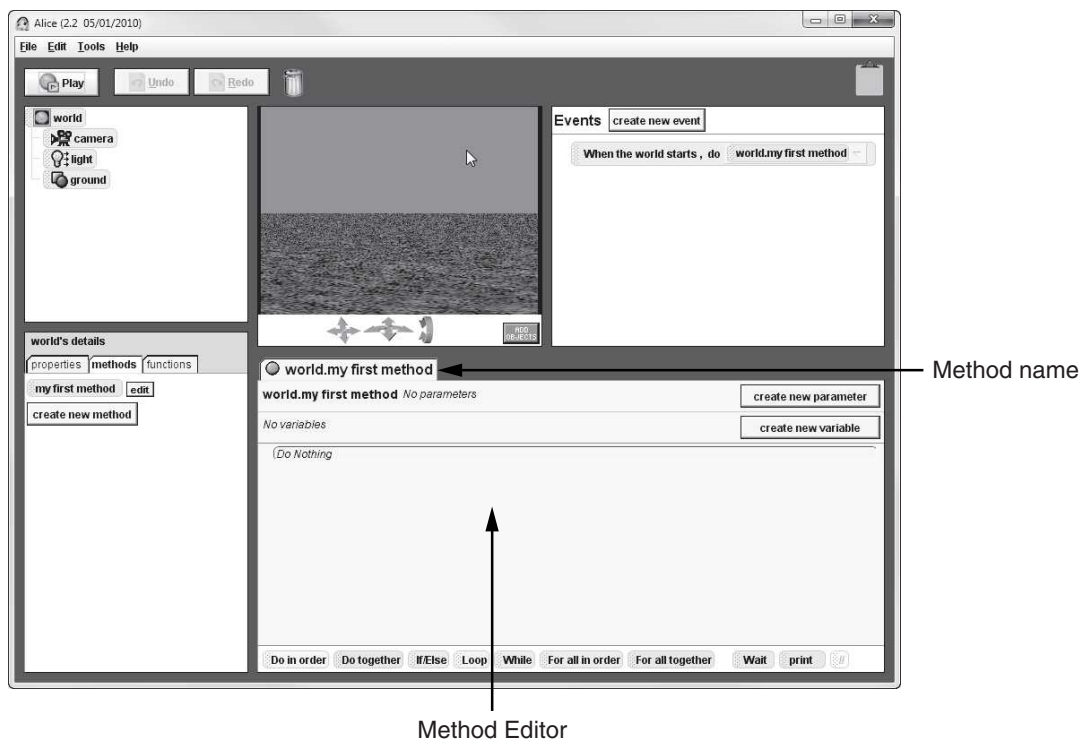 Alice (2.2 05/01/2010)
File Edit Tools Help
Play Undo Redo
world
camera
light
ground
Events create new event
When the world starts , do world.my first method
ADD OBJECTS
world's details
properties methods functions
my first method edit
create new method
world.my first method
Method name
world.my first method No parameters
create new parameter
No variables
create new variable
(Do Nothing
Do in order Do together If/Else Loop While For all in order For all together Wait print //
Method Editor